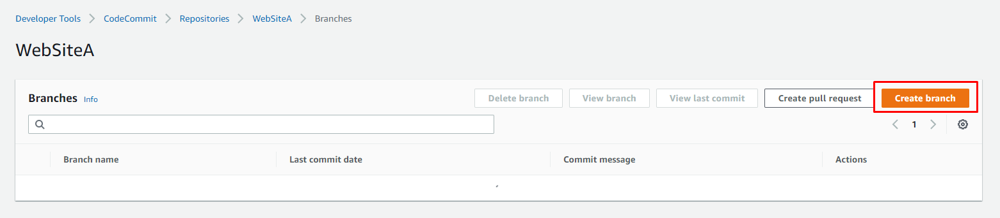 Developer Tools > CodeCommit > Repositories > WebSiteA > Branches
WebSiteA
Branches Info Delete branch View branch View last commit Create pull request Create branch
< 1 >
Branch name Last commit date Commit message Actions